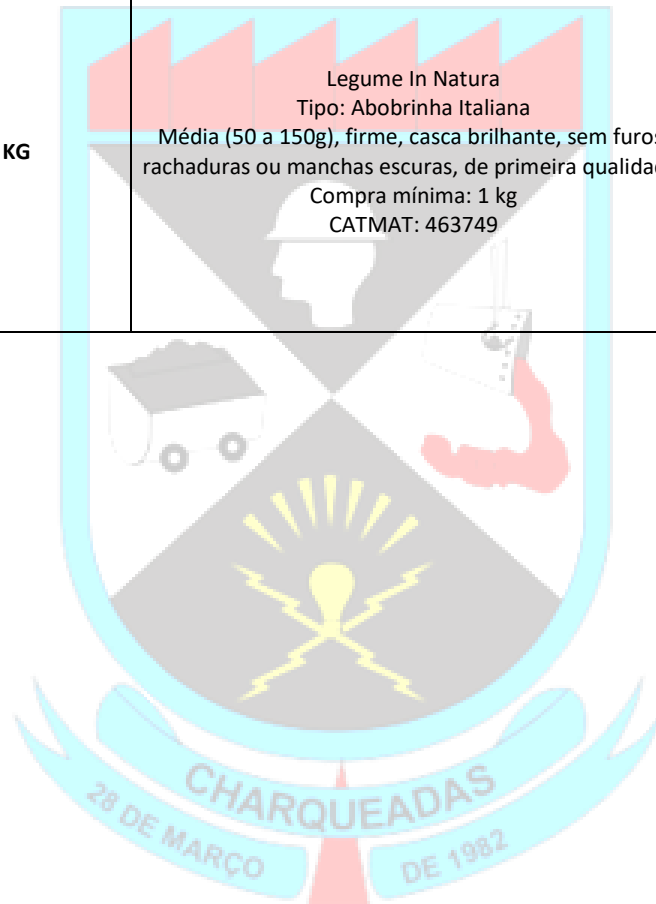 Legume In Natura
Tipo: Abobrinha Italiana
KG
Média (50 a 150g), firme, casca brilhante, sem furos
rachaduras ou manchas escuras, de primeira qualidad
Compra mínima: 1 kg
CATMAT: 463749
CHARQUEADAS
28 DE MARÇO
DE 1982